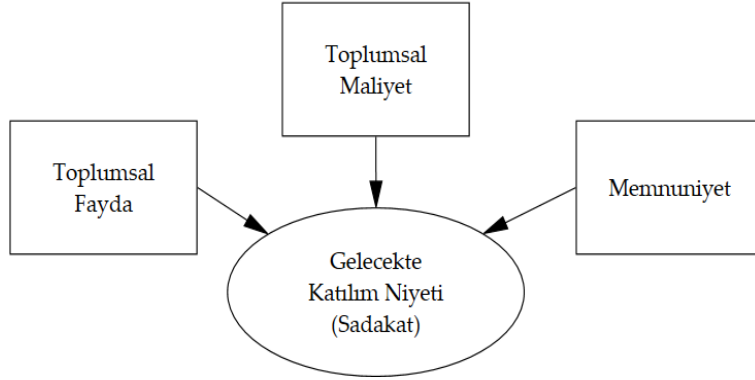 Toplumsal
Maliyet
Toplumsal
Fayda
Memnuniyet
Gelecekte
Katılım Niyeti
(Sadakat)